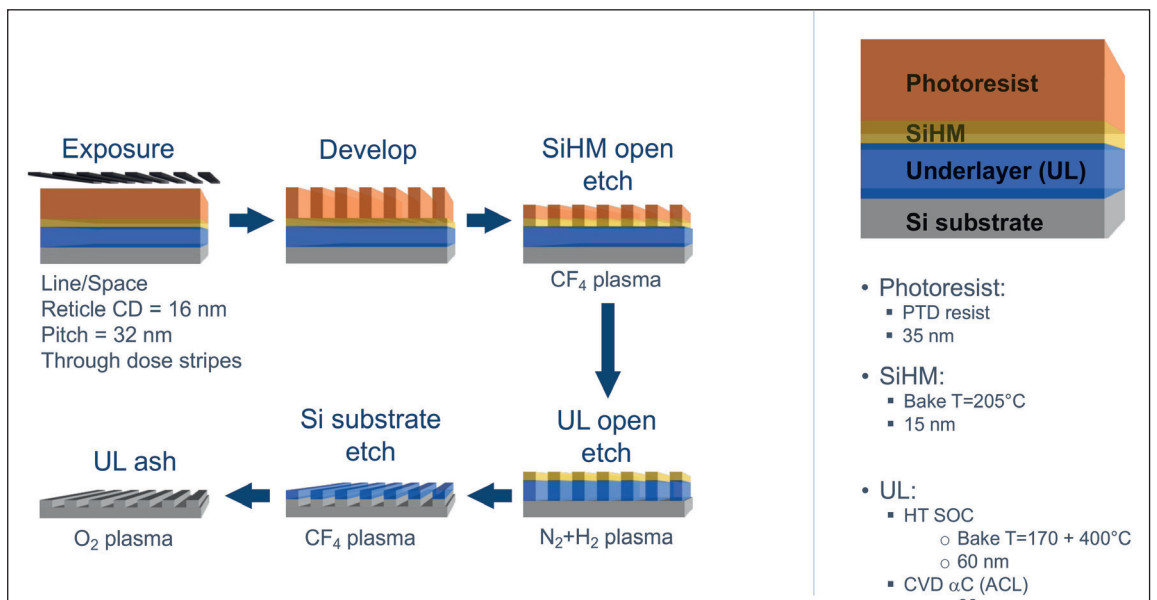 Exposure
Line/Space
Reticle CD = 16 nm
Pitch = 32 nm
Through dose stripes
Develop
SiHM open
etch
CF₄ plasma
UL open
etch
N₂+H₂ plasma
Si substrate
etch
CF₄ plasma
UL ash
O₂ plasma
Photoresist
SiHM
Underlayer (UL)
Si substrate
• Photoresist:
▪ PTD resist
▪ 35 nm
• SiHM:
▪ Bake T=205°C
▪ 15 nm
• UL:
▪ HT SOC
○ Bake T=170 + 400°C
○ 60 nm
▪ CVD αC (ACL)